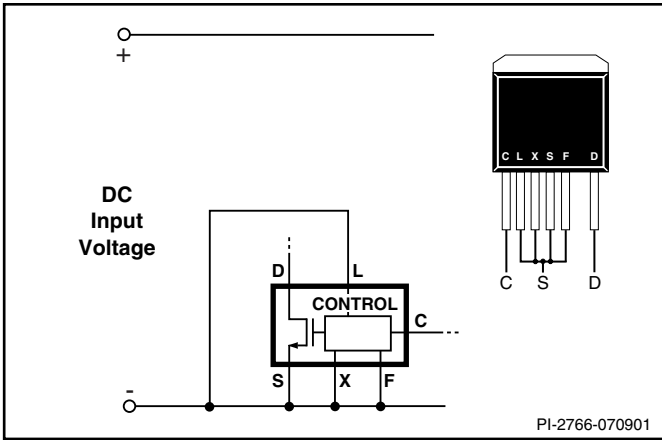 +
DC
Input
Voltage
-
D
L
CONTROL
C
S
X
F
C L X S F D
C S D
PI-2766-070901